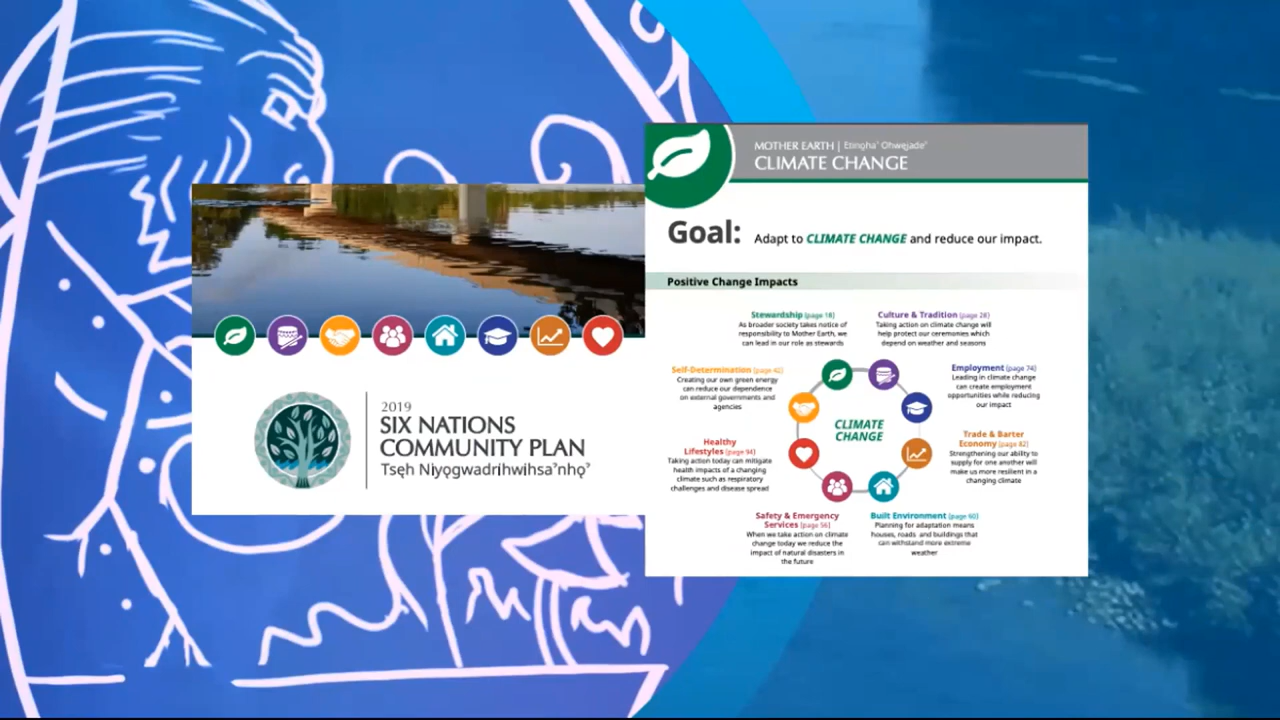 2019
SIX NATIONS
COMMUNITY PLAN
Tsęh Niyǫgwadrihwihsaˀnhǫˀ
MOTHER EARTH | Etinǫhaˀ Ohwęjadeˀ
CLIMATE CHANGE
Goal: Adapt to CLIMATE CHANGE and reduce our impact.
Positive Change Impacts
Stewardship (page 18)
As broader society takes notice of
responsibility to Mother Earth, we
can lead in our role as stewards
Culture & Tradition (page 28)
Taking action on climate change will
help protect our ceremonies which
depend on weather and seasons
Self-Determination (page 42)
Creating our own green energy
can reduce our dependence
on external governments and
agencies
Employment (page 74)
Leading in climate change
can create employment
opportunities while reducing
our impact
CLIMATE
CHANGE
Healthy
Lifestyles (page 94)
Taking action today can mitigate
health impacts of a changing
climate such as respiratory
challenges and disease spread
Trade & Barter
Economy (page 82)
Strengthening our ability to
supply for one another will
make us more resilient in a
changing climate
Safety & Emergency
Services (page 56)
When we take action on climate
change today we reduce the
impact of natural disasters in
the future
Built Environment (page 60)
Planning for adaptation means
houses, roads and buildings that
can withstand more extreme
weather